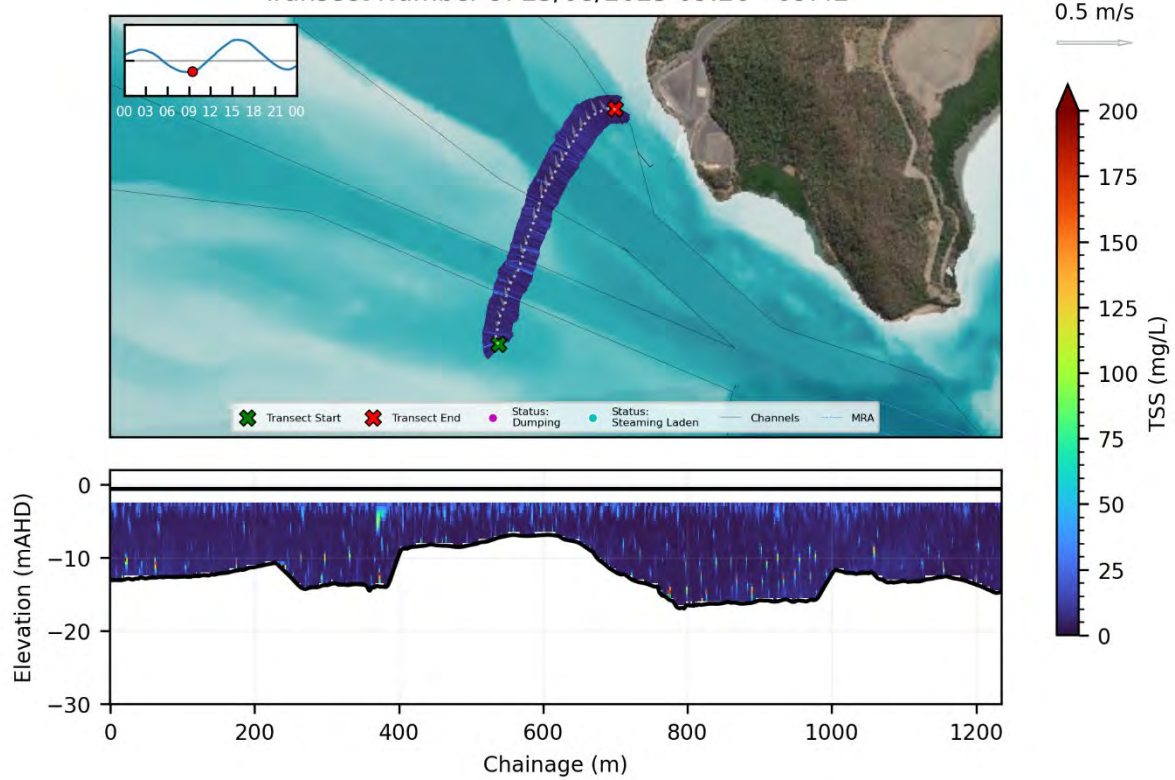 0.5 m/s
00 03 06 09 12 15 18 21 00
Transect Start
Transect End
Status:
Dumping
Status:
Steaming Laden
Channels
MRA
200
175
150
125
100
75
50
25
0
TSS (mg/L)
0
−10
−20
−30
Elevation (mAHD)
0 200 400 600 800 1000 1200
Chainage (m)